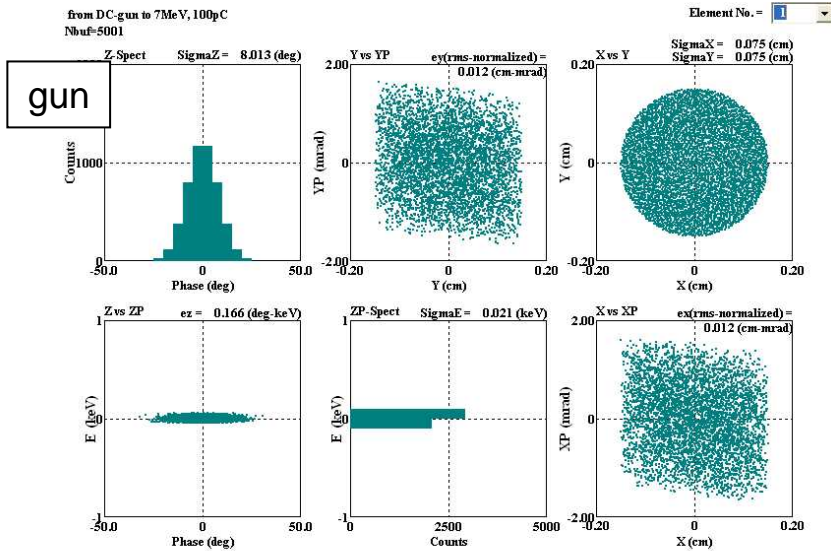 from DC-gun to 7MeV, 100pC
Element No. = 1
Nbuf=5001
gun
Z-Spect SigmaZ = 8.013 (deg)
1000
0
Counts
-50.0 0 50.0
Phase (deg)
Y vs YP ey(rms-normalized) =
0.012 (cm-mrad)
2.00
0
-2.00
YP (mrad)
0 0.20
Y (cm)
SigmaX = 0.075 (cm)
X vs Y SigmaY = 0.075 (cm)
0.20
0
-0.20
Y (cm)
-0.20 0 0.20
X (cm)
Z vs ZP ez = 0.166 (deg-keV)
1
0
-1
E (keV)
-50.0 0 50.0
Phase (deg)
ZP-Spect SigmaE = 0.021 (keV)
1
0
-1
E (keV)
2500 5000
Counts
X vs XP ex(rms-normalized) =
0.012 (cm-mrad)
2.00
0
-2.00
XP (mrad)
-0.20 0 0.20
X (cm)